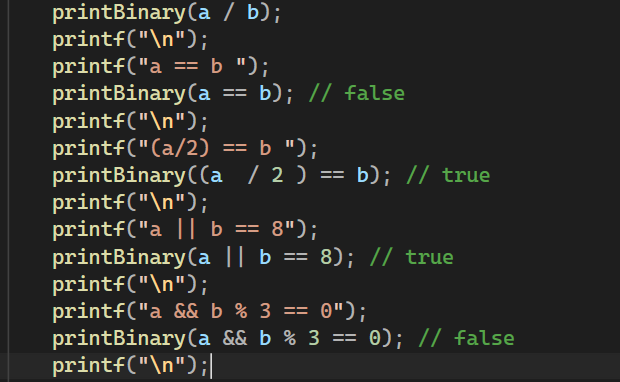 printBinary(a / b);
printf("\n");
printf("a == b ");
printBinary(a == b); // false
printf("\n");
printf("(a/2) == b ");
printBinary((a  / 2 ) == b); // true
printf("\n");
printf("a || b == 8");
printBinary(a || b == 8); // true
printf("\n");
printf("a && b % 3 == 0");
printBinary(a && b % 3 == 0); // false
printf("\n");